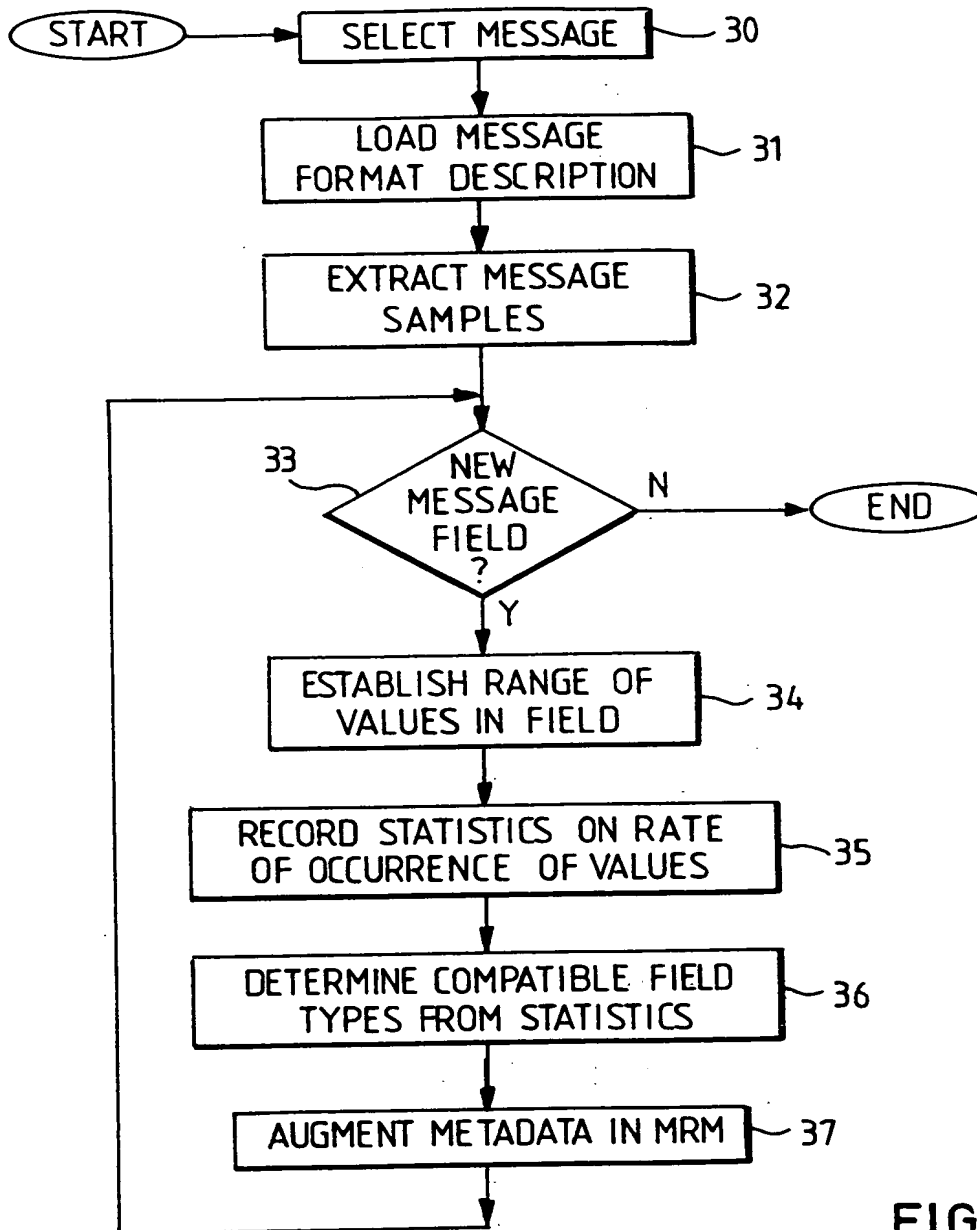 START
SELECT MESSAGE
30
LOAD MESSAGE
FORMAT DESCRIPTION
31
EXTRACT MESSAGE
SAMPLES
32
33
NEW
MESSAGE
FIELD
?
N
END
Y
ESTABLISH RANGE OF
VALUES IN FIELD
34
RECORD STATISTICS ON RATE
OF OCCURRENCE OF VALUES
35
DETERMINE COMPATIBLE FIELD
TYPES FROM STATISTICS
36
AUGMENT METADATA IN MRM
37
FIG